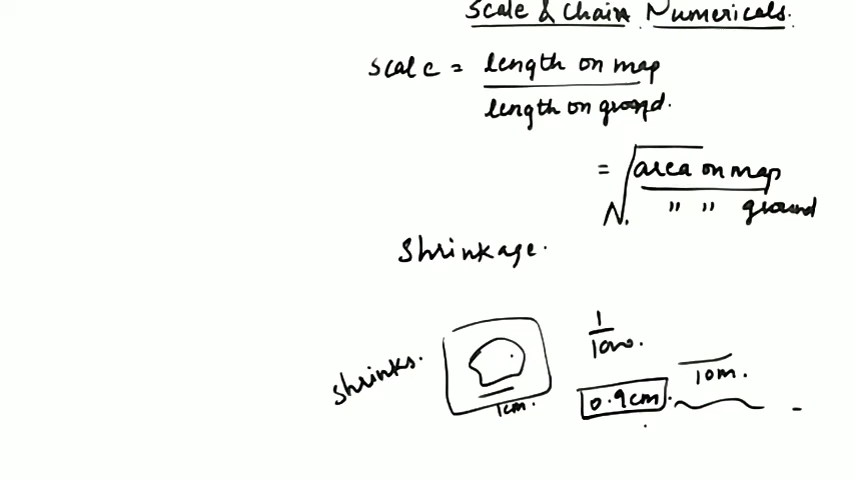 Scale & Chain Numericals.
scale = length on map
length on ground.
= √ area on map
" " ground
Shrinkage.
shrinks.
1cm.
1
1000.
0.9cm.
10m.